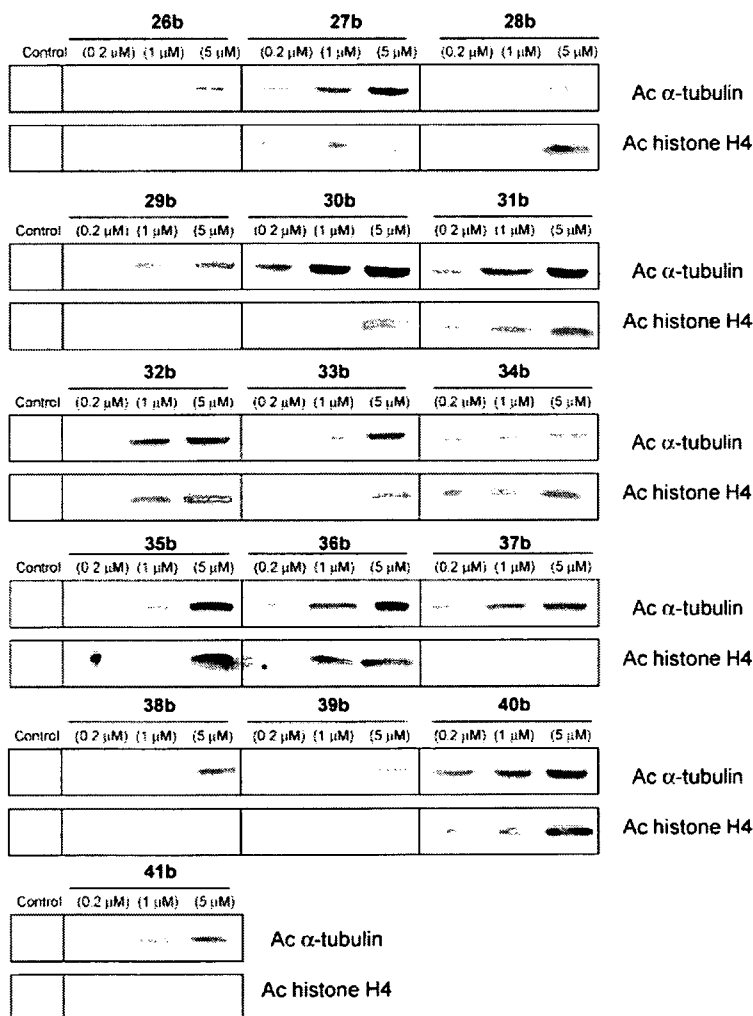 26b 27b 28b
Control (0.2 µM) (1 µM) (5 µM) (0.2 µM) (1 µM) (5 µM) (0.2 µM) (1 µM) (5 µM)
Ac α-tubulin
Ac histone H4
29b 30b 31b
Control (0.2 µM) (1 µM) (5 µM) (0.2 µM) (1 µM) (5 µM) (0.2 µM) (1 µM) (5 µM)
Ac α-tubulin
Ac histone H4
32b 33b 34b
Control (0.2 µM) (1 µM) (5 µM) (0.2 µM) (1 µM) (5 µM) (0.2 µM) (1 µM) (5 µM)
Ac α-tubulin
Ac histone H4
35b 36b 37b
Control (0.2 µM) (1 µM) (5 µM) (0.2 µM) (1 µM) (5 µM) (0.2 µM) (1 µM) (5 µM)
Ac α-tubulin
Ac histone H4
38b 39b 40b
Control (0.2 µM) (1 µM) (5 µM) (0.2 µM) (1 µM) (5 µM) (0.2 µM) (1 µM) (5 µM)
Ac α-tubulin
Ac histone H4
41b
Control (0.2 µM) (1 µM) (5 µM)
Ac α-tubulin
Ac histone H4